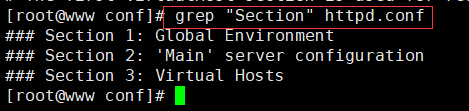 [root@www conf]# grep "Section" httpd.conf
### Section 1: Global Environment
### Section 2: 'Main' server configuration
### Section 3: Virtual Hosts
[root@www conf]#